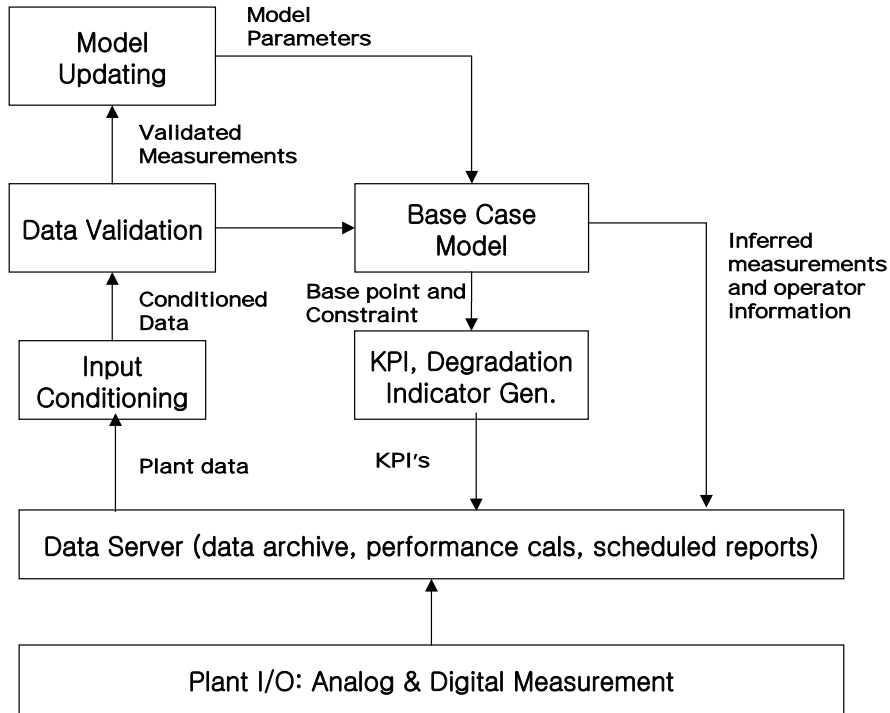 Model
Parameters
Model
Updating
Validated
Measurements
Data Validation
Base Case
Model
Inferred
measurements
and operator
information
Conditioned
Data
Base point and
Constraint
Input
Conditioning
KPI, Degradation
Indicator Gen.
Plant data
KPI's
Data Server (data archive, performance cals, scheduled reports)
Plant I/O: Analog & Digital Measurement